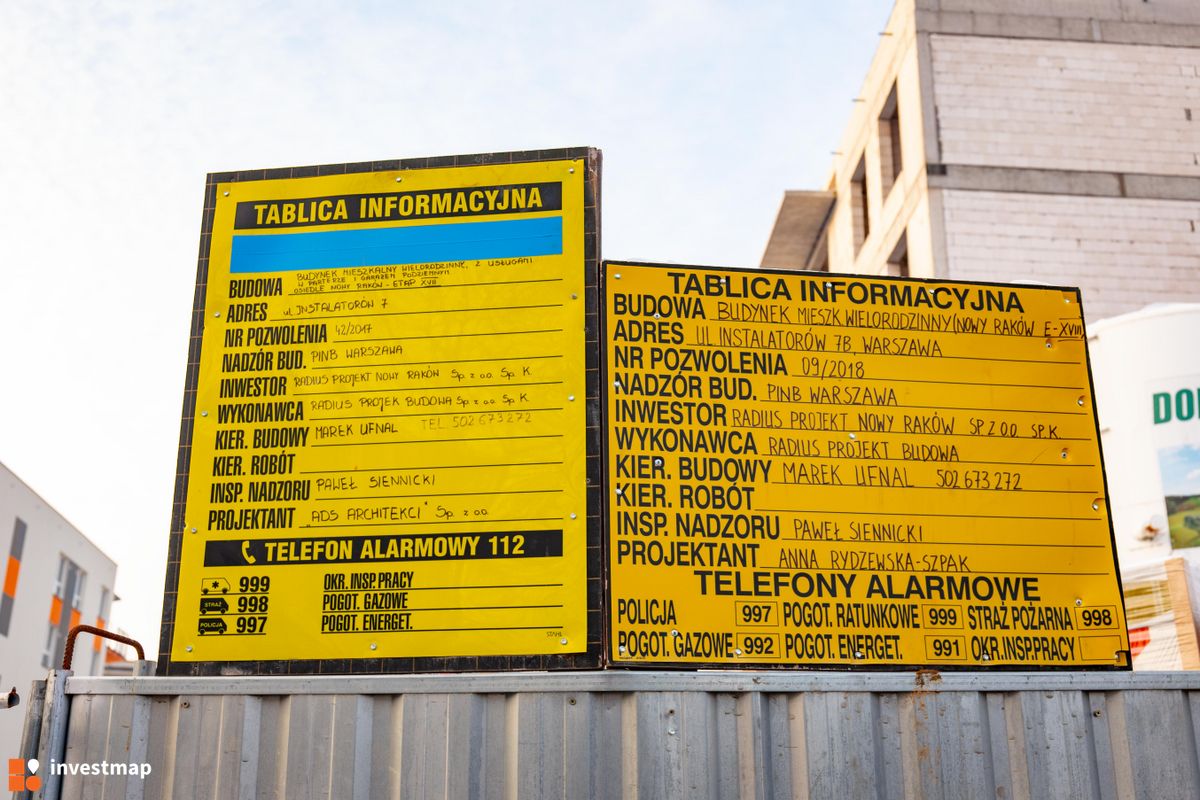 TABLICA INFORMACYJNA
BUDOWA BUDYNEK MIESZKALNY WIELORODZINNY, Z USŁUGAMI
W PARTERZE I GARAŻEM PODZIEMNYM
OSIEDLE NOWY RAKÓW - ETAP XVII
ADRES ul. INSTALATORÓW 7
NR POZWOLENIA 42/2017
NADZÓR BUD. PINB WARSZAWA
INWESTOR RADIUS PROJEKT NOWY RAKÓW Sp. z o.o. Sp. K.
WYKONAWCA RADIUS PROJEK BUDOWA Sp. z o.o. Sp. K.
KIER. BUDOWY MAREK UFNAL TEL. 502 673 272
KIER. ROBÓT
INSP. NADZORU PAWEŁ SIENNICKI
PROJEKTANT „ADS ARCHITEKCI" Sp. z o.o.
TELEFON ALARMOWY 112
999 OKR. INSP. PRACY
STRAŻ 998 POGOT. GAZOWE
POLICJA 997 POGOT. ENERGET.
TABLICA INFORMACYJNA
BUDOWA BUDYNEK MIESZK WIELORODZINNY (NOWY RAKÓW E-XVII)
ADRES UL. INSTALATORÓW 7B, WARSZAWA
NR POZWOLENIA 09/2018
NADZÓR BUD. PINB WARSZAWA
INWESTOR RADIUS PROJEKT NOWY RAKÓW SP. Z O.O. SP.K.
WYKONAWCA RADIUS PROJEKT BUDOWA
KIER. BUDOWY MAREK UFNAL 502 673 272
KIER. ROBÓT
INSP. NADZORU PAWEŁ SIENNICKI
PROJEKTANT ANNA RYDZEWSKA-SZPAK
TELEFONY ALARMOWE
POLICJA 997 POGOT. RATUNKOWE 999 STRAŻ POŻARNA 998
POGOT. GAZOWE 992 POGOT. ENERGET. 991 OKR.INSP.PRACY
DO
investmap